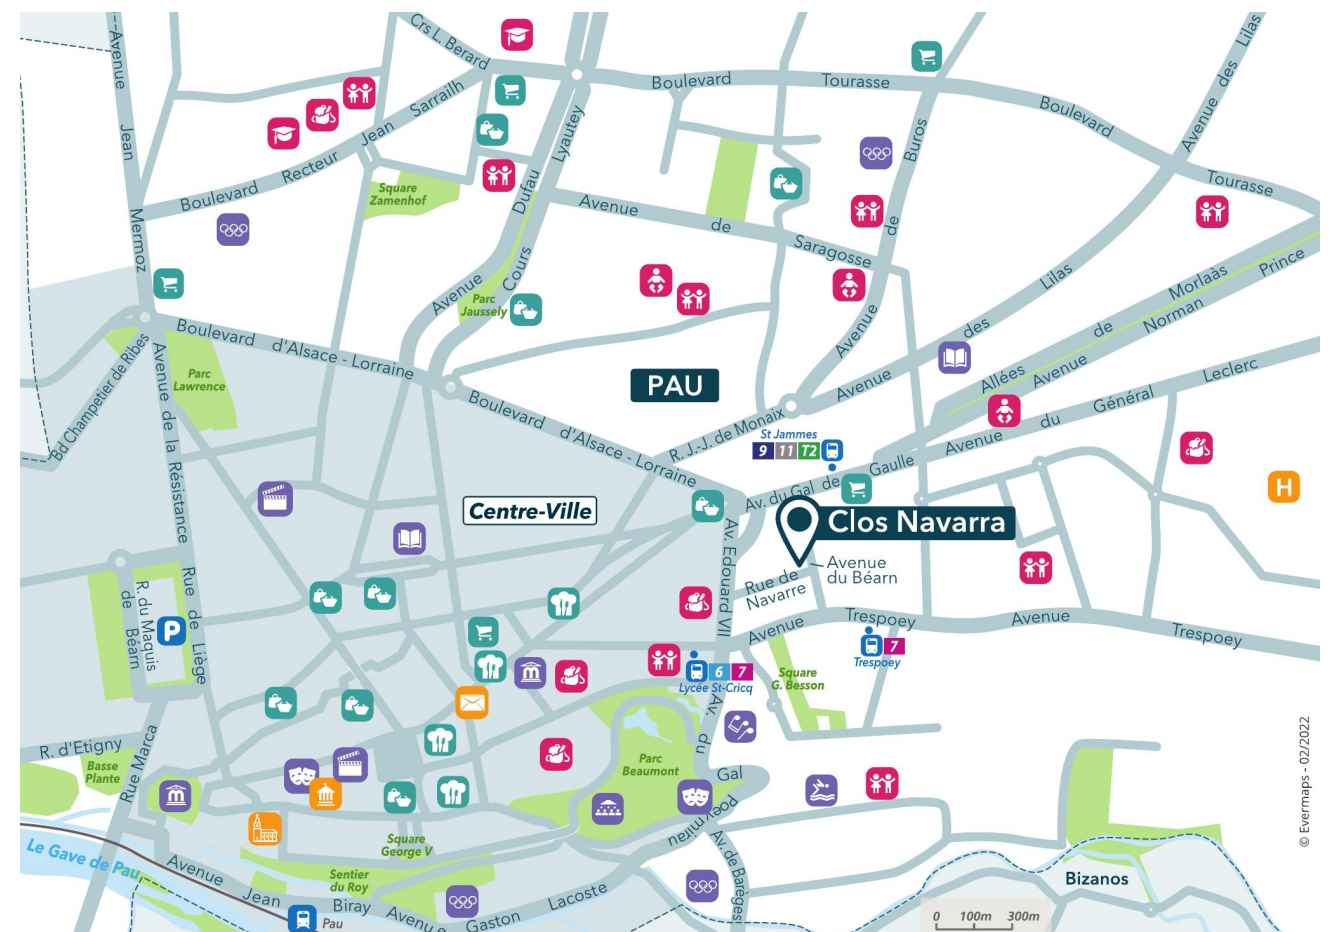 Crs L. Berard
Avenue
Jean
Mermoz
Boulevard
Tourasse
Boulevard
Tourasse
Avenue des Lilas
Boulevard Recteur Jean Sarrailh
Lyautey
Dufau
Cours
Avenue
Avenue
de
Saragosse
Avenue
de
Buros
Square
Zamenhof
Parc
Jaussely
Avenue
des
Lilas
Allées
de
Morlaàs
Avenue
Norman
Prince
Boulevard d'Alsace - Lorraine
Bd Champetier de Ribes
Parc
Lawrence
Avenue de la Résistance
PAU
Boulevard d'Alsace - Lorraine
R. J.-J. de Monaix
St Jammes
9 11 T2
Avenue du Général Leclerc
Av. du Gal de Gaulle
H
Centre-Ville
Clos Navarra
Av. Edouard VII
Avenue
du Béarn
Rue de
Navarre
R. du Maquis
de Béarn
P
Rue de Liège
Avenue
Trespoey
Avenue
Trespoey
7
Trespoey
6 7
Lycée St-Cricq
Square
G. Besson
R. d'Etigny
Basse
Plante
Rue Marca
Parc
Beaumont
Av. du Gal Poeymirau
Av. de Barèges
Square
George V
Sentier
du Roy
Le Gave de Pau
Avenue Jean Biray
Avenue Gaston Lacoste
Pau
Bizanos
0 100m 300m
© Evermaps - 02/2022